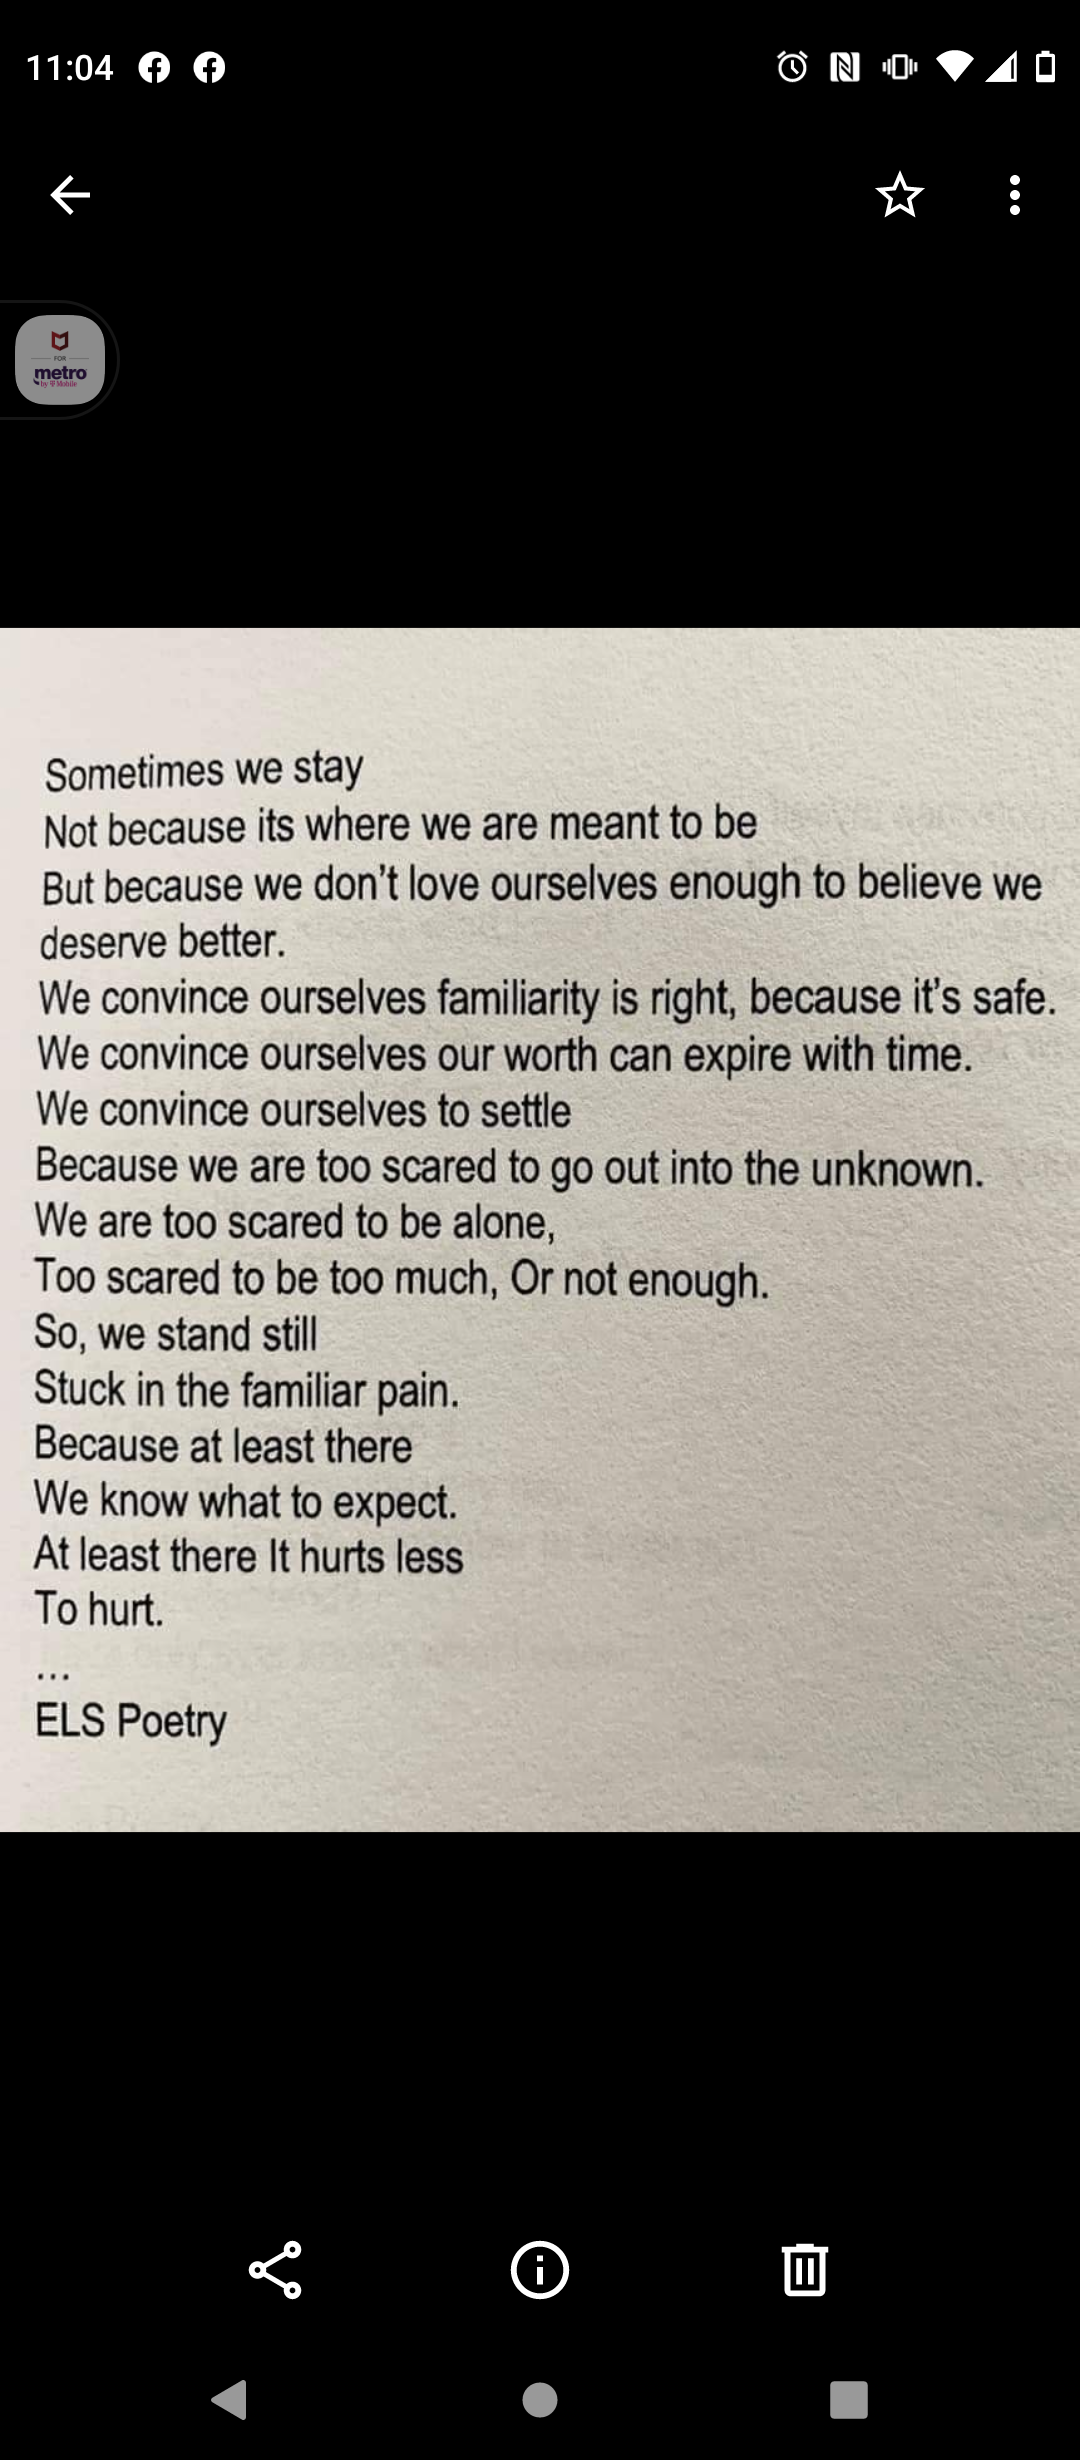 11:04
FOR
metro
by T Mobile
Sometimes we stay
Not because its where we are meant to be
But because we don't love ourselves enough to believe we
deserve better.
We convince ourselves familiarity is right, because it's safe.
We convince ourselves our worth can expire with time.
We convince ourselves to settle
Because we are too scared to go out into the unknown.
We are too scared to be alone,
Too scared to be too much, Or not enough.
So, we stand still
Stuck in the familiar pain.
Because at least there
We know what to expect.
At least there It hurts less
To hurt.
...
ELS Poetry